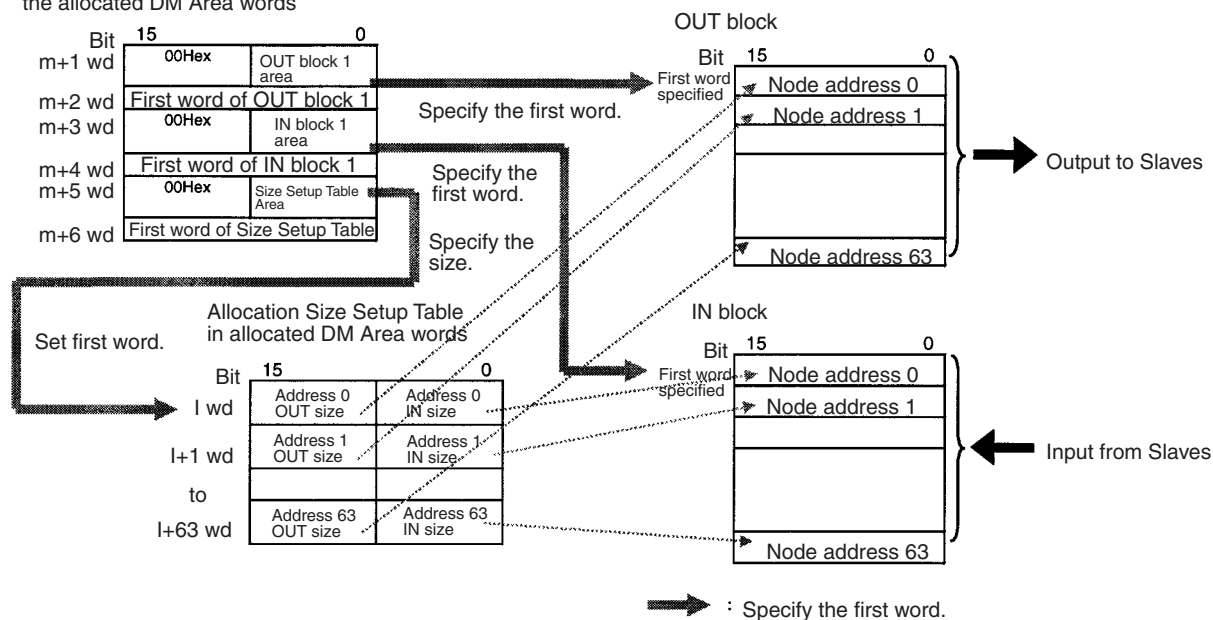 the allocated DM Area words
Bit 15 0
m+1 wd 00Hex OUT block 1 area
m+2 wd First word of OUT block 1
m+3 wd 00Hex IN block 1 area
m+4 wd First word of IN block 1
m+5 wd 00Hex Size Setup Table Area
m+6 wd First word of Size Setup Table
Specify the first word.
Specify the
first word.
Specify the
size.
Set first word.
OUT block
Bit 15 0
First word
specified
Node address 0
Node address 1
Node address 63
Output to Slaves
Allocation Size Setup Table
in allocated DM Area words
Bit 15 0
I wd Address 0 OUT size Address 0 IN size
I+1 wd Address 1 OUT size Address 1 IN size
to
I+63 wd Address 63 OUT size Address 63 IN size
IN block
Bit 15 0
First word
specified
Node address 0
Node address 1
Node address 63
Input from Slaves
: Specify the first word.